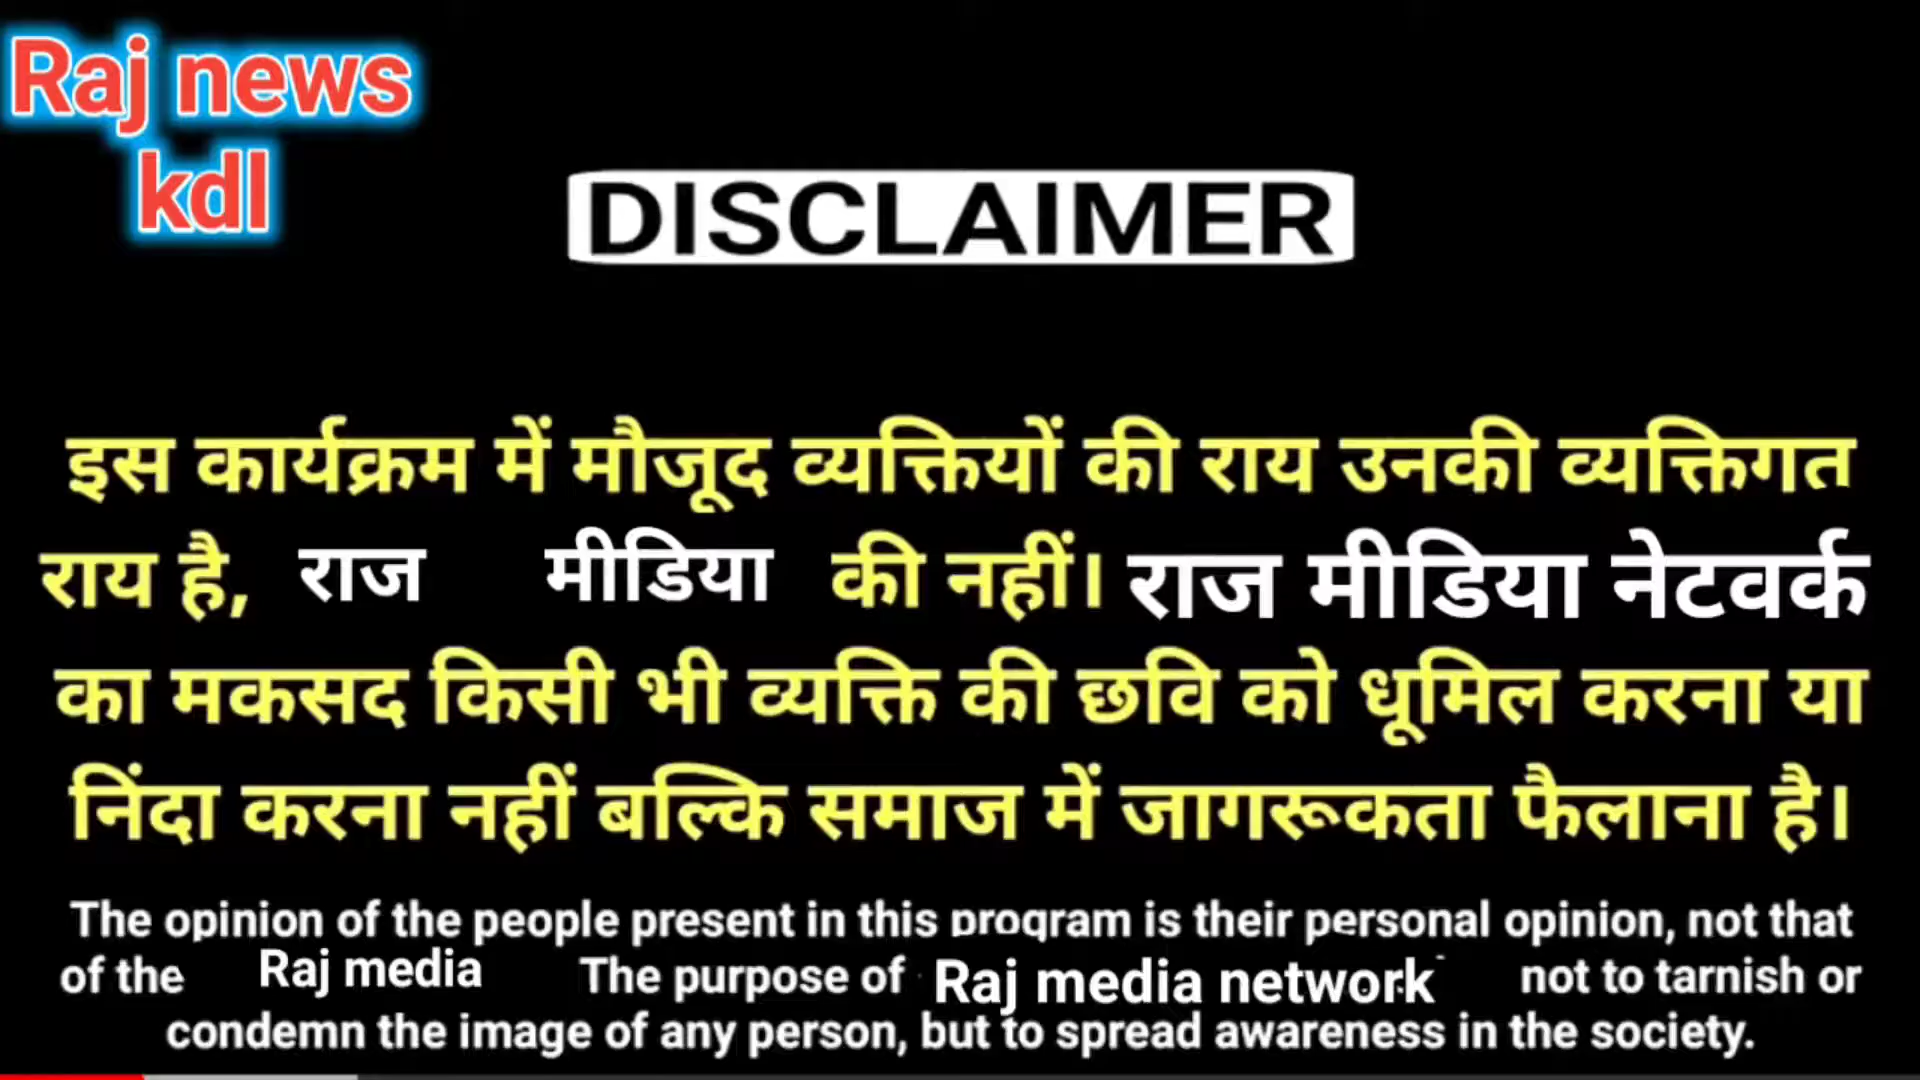 Raj news
kdl
DISCLAIMER
इस कार्यक्रम में मौजूद व्यक्तियों की राय उनकी व्यक्तिगत
राय है, राज मीडिया की नहीं। राज मीडिया नेटवर्क
का मकसद किसी भी व्यक्ति की छवि को धूमिल करना या
निंदा करना नहीं बल्कि समाज में जागरूकता फैलाना है।
The opinion of the people present in this program is their personal opinion, not that
of the Raj media The purpose of Raj media network not to tarnish or
condemn the image of any person, but to spread awareness in the society.